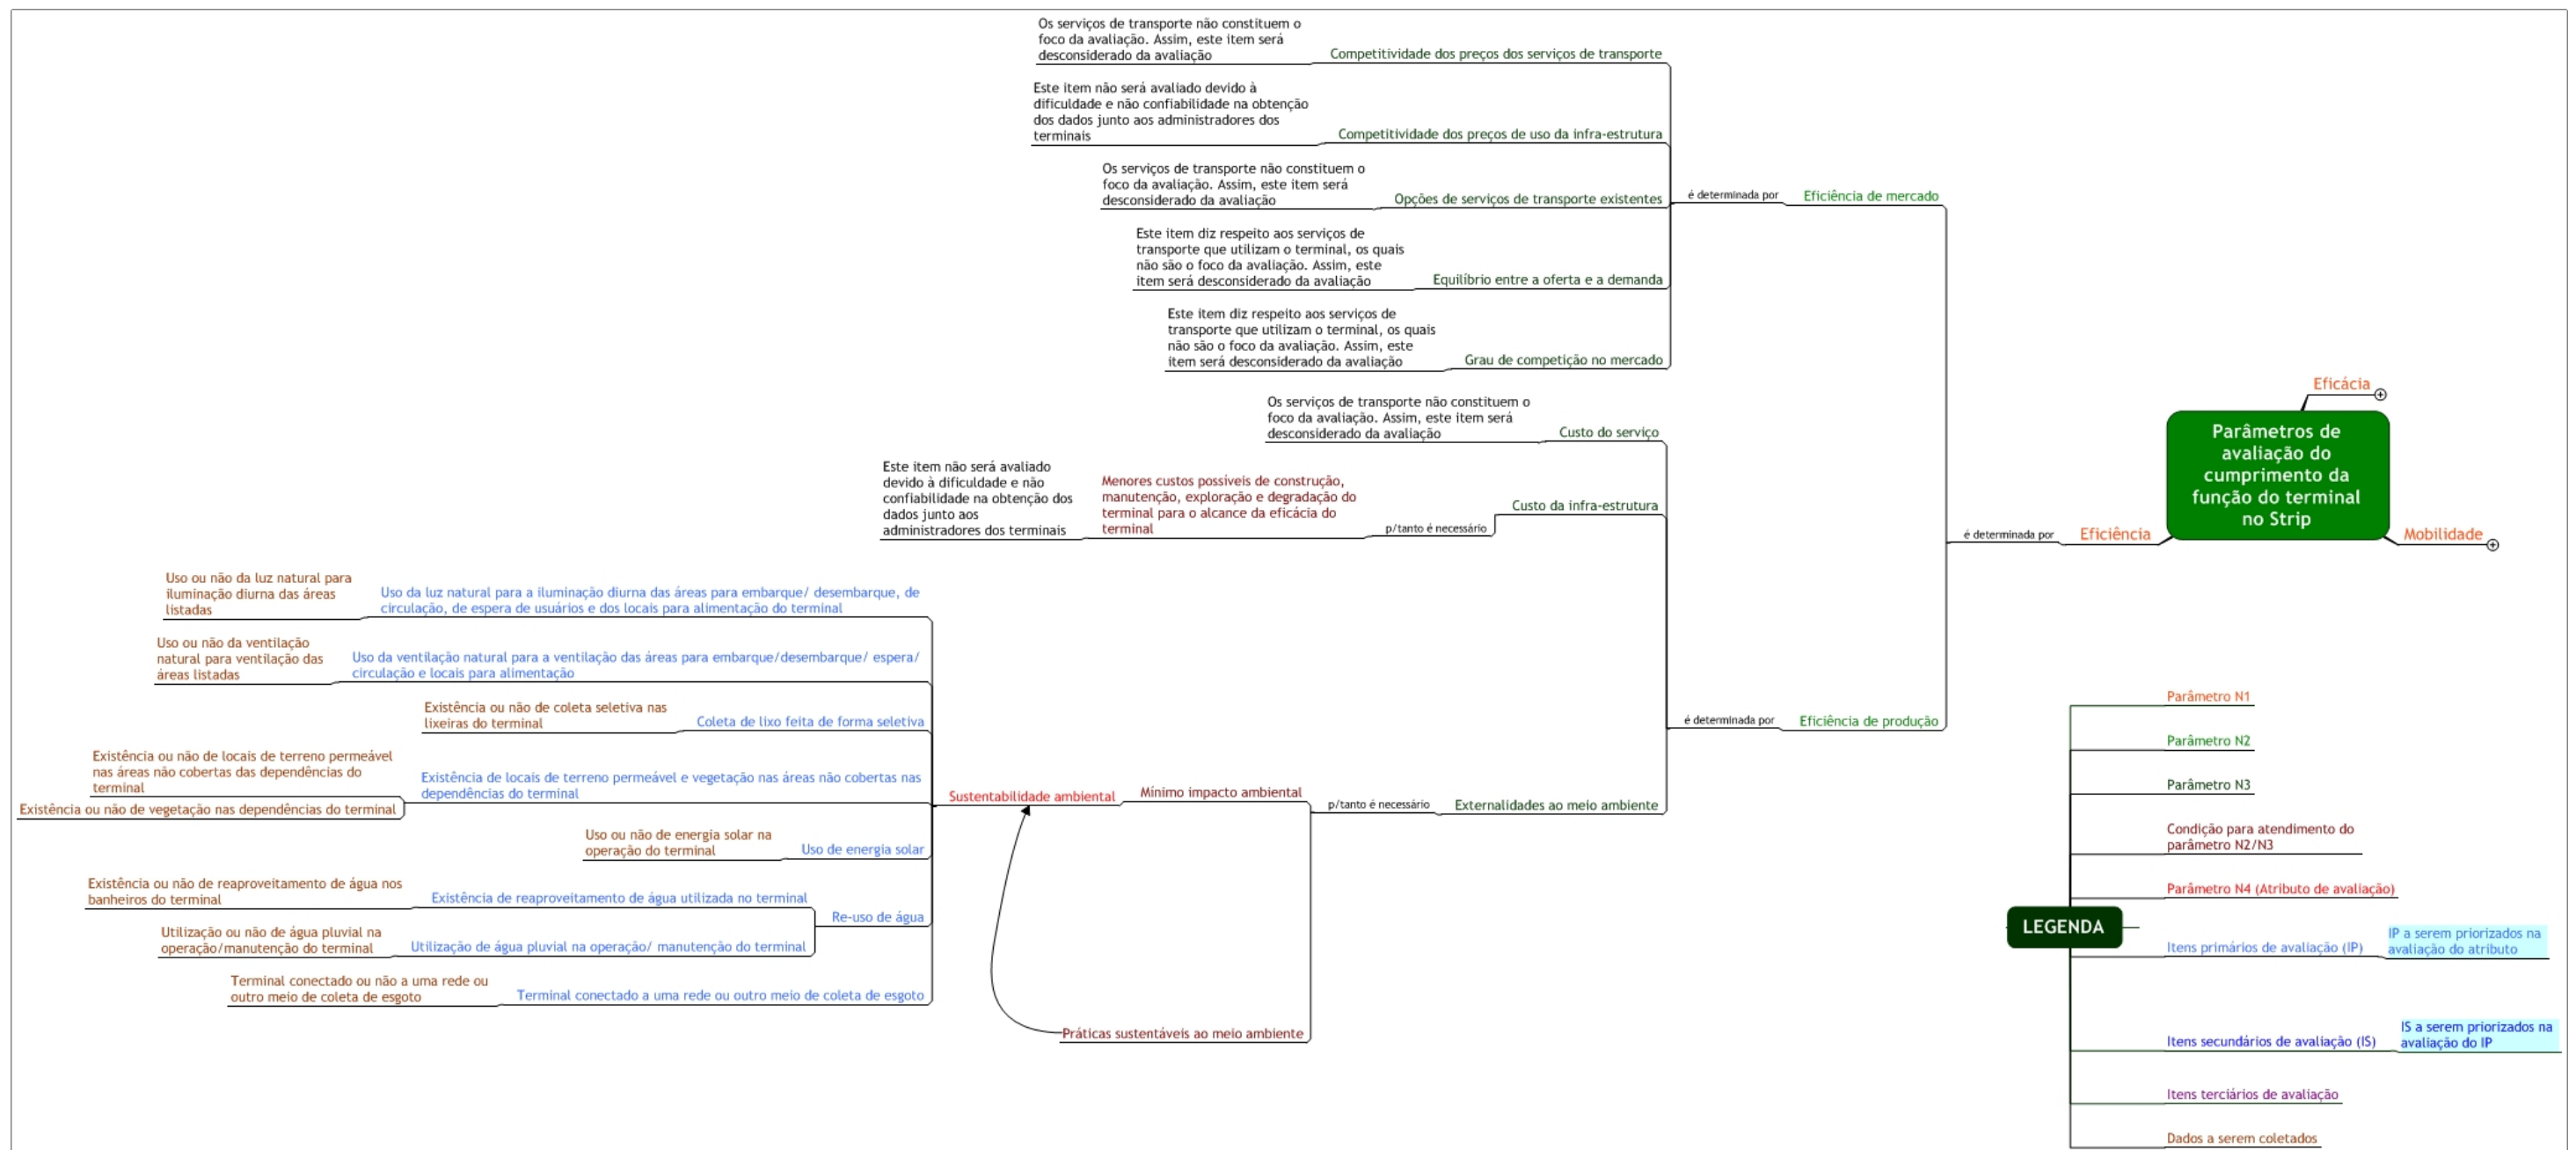 Os serviços de transporte não constituem o
foco da avaliação. Assim, este item será
desconsiderado da avaliação
Competitividade dos preços dos serviços de transporte
Este item não será avaliado devido à
dificuldade e não confiabilidade na obtenção
dos dados junto aos administradores dos
terminais
Competitividade dos preços de uso da infra-estrutura
Os serviços de transporte não constituem o
foco da avaliação. Assim, este item será
desconsiderado da avaliação
Opções de serviços de transporte existentes
é determinada por
Eficiência de mercado
Este item diz respeito aos serviços de
transporte que utilizam o terminal, os quais
não são o foco da avaliação. Assim, este
item será desconsiderado da avaliação
Equilíbrio entre a oferta e a demanda
Este item diz respeito aos serviços de
transporte que utilizam o terminal, os quais
não são o foco da avaliação. Assim, este
item será desconsiderado da avaliação
Grau de competição no mercado
Os serviços de transporte não constituem o
foco da avaliação. Assim, este item será
desconsiderado da avaliação
Custo do serviço
Este item não será avaliado
devido à dificuldade e não
confiabilidade na obtenção dos
dados junto aos
administradores dos terminais
Menores custos possíveis de construção,
manutenção, exploração e degradação do
terminal para o alcance da eficácia do
terminal
p/tanto é necessário
Custo da infra-estrutura
Eficácia
Parâmetros de
avaliação do
cumprimento da
função do terminal
no Strip
é determinada por
Eficiência
Mobilidade
Uso ou não da luz natural para
iluminação diurna das áreas
listadas
Uso da luz natural para a iluminação diurna das áreas para embarque/ desembarque, de
circulação, de espera de usuários e dos locais para alimentação do terminal
Uso ou não da ventilação
natural para ventilação das
áreas listadas
Uso da ventilação natural para a ventilação das áreas para embarque/desembarque/ espera/
circulação e locais para alimentação
Existência ou não de coleta seletiva nas
lixeiras do terminal
Coleta de lixo feita de forma seletiva
é determinada por
Eficiência de produção
Existência ou não de locais de terreno permeável
nas áreas não cobertas das dependências do
terminal
Existência ou não de vegetação nas dependências do terminal
Existência de locais de terreno permeável e vegetação nas áreas não cobertas nas
dependências do terminal
Sustentabilidade ambiental
Mínimo impacto ambiental
p/tanto é necessário
Externalidades ao meio ambiente
Uso ou não de energia solar na
operação do terminal
Uso de energia solar
Existência ou não de reaproveitamento de água nos
banheiros do terminal
Existência de reaproveitamento de água utilizada no terminal
Re-uso de água
Utilização ou não de água pluvial na
operação/manutenção do terminal
Utilização de água pluvial na operação/ manutenção do terminal
Terminal conectado ou não a uma rede ou
outro meio de coleta de esgoto
Terminal conectado a uma rede ou outro meio de coleta de esgoto
Práticas sustentáveis ao meio ambiente
LEGENDA
Parâmetro N1
Parâmetro N2
Parâmetro N3
Condição para atendimento do
parâmetro N2/N3
Parâmetro N4 (Atributo de avaliação)
Itens primários de avaliação (IP)
IP a serem priorizados na
avaliação do atributo
Itens secundários de avaliação (IS)
IS a serem priorizados na
avaliação do IP
Itens terciários de avaliação
Dados a serem coletados